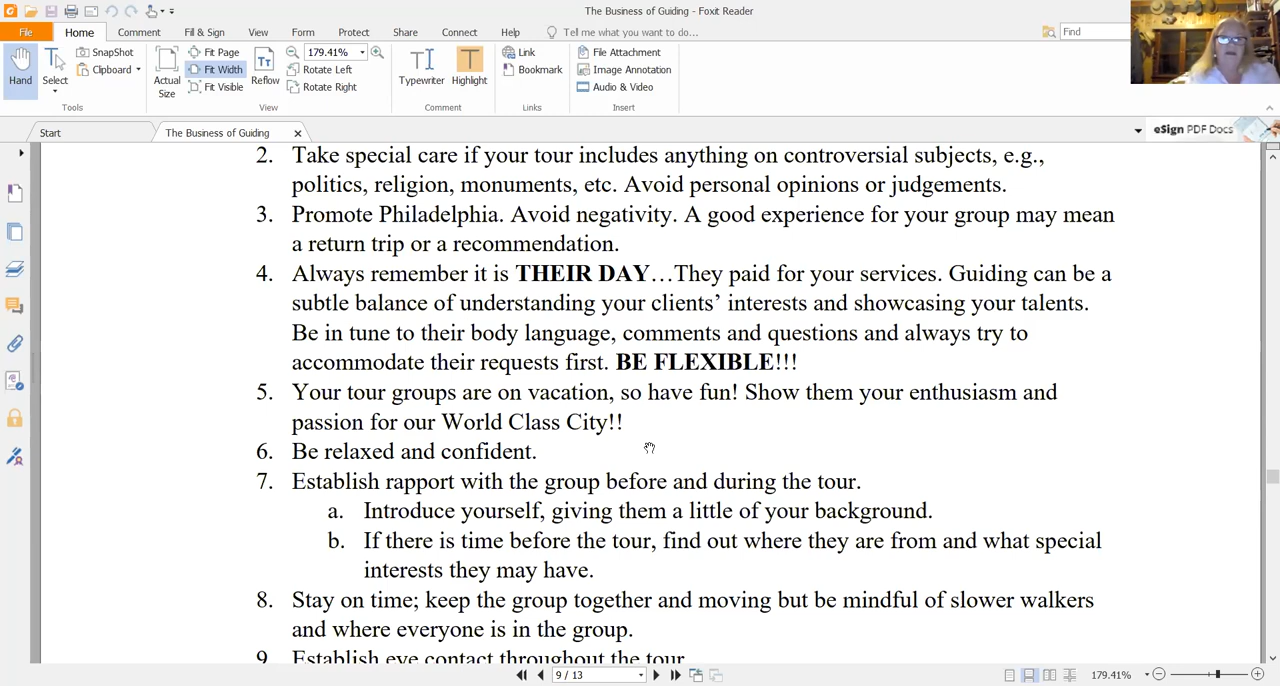 The Business of Guiding - Foxit Reader
File Home Comment View Form Protect Share Connect Help Fill & Sign Tell me what you want to do... Find
Hand
Select
SnapShot
Clipboard
Tools
Actual Size
Fit Page
Fit Width
Fit Visible
Reflow
179.41%
Rotate Left
Rotate Right
View
Typewriter
Highlight
Comment
Link
Bookmark
Links
File Attachment
Image Annotation
Audio & Video
Insert
Start
The Business of Guiding
eSign PDF Docs
2. Take special care if your tour includes anything on controversial subjects, e.g.,
politics, religion, monuments, etc. Avoid personal opinions or judgements.
3. Promote Philadelphia. Avoid negativity. A good experience for your group may mean
a return trip or a recommendation.
4. Always remember it is THEIR DAY…They paid for your services. Guiding can be a
subtle balance of understanding your clients’ interests and showcasing your talents.
Be in tune to their body language, comments and questions and always try to
accommodate their requests first. BE FLEXIBLE!!!
5. Your tour groups are on vacation, so have fun! Show them your enthusiasm and
passion for our World Class City!!
6. Be relaxed and confident.
7. Establish rapport with the group before and during the tour.
a. Introduce yourself, giving them a little of your background.
b. If there is time before the tour, find out where they are from and what special
interests they may have.
8. Stay on time; keep the group together and moving but be mindful of slower walkers
and where everyone is in the group.
9. Establish eye contact throughout the tour.
9 / 13
179.41%